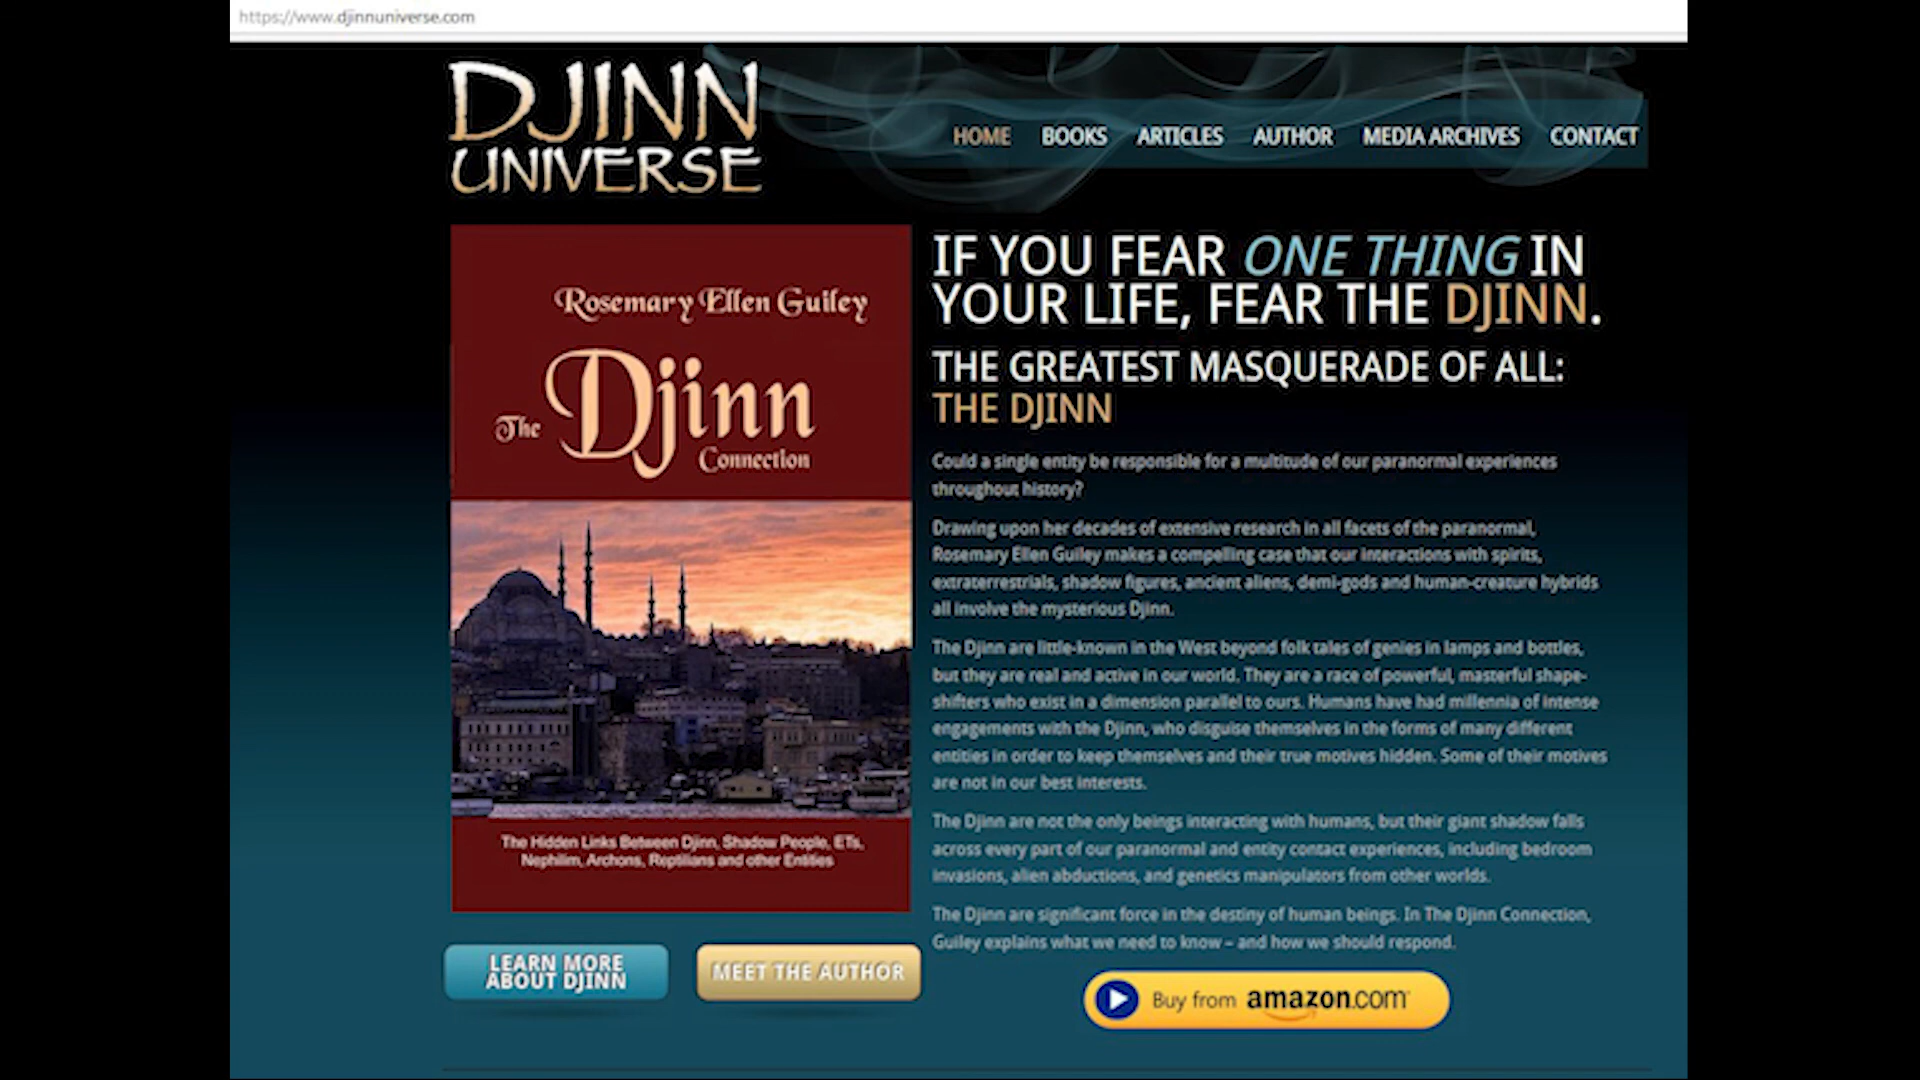 https://www.djinnuniverse.com
DJINN
UNIVERSE
HOME BOOKS ARTICLES AUTHOR MEDIA ARCHIVES CONTACT
Rosemary Ellen Guiley
The Djinn
Connection
The Hidden Links Between Djinn, Shadow People, ETs,
Nephilim, Archons, Reptilians and other Entities
LEARN MORE
ABOUT DJINN
MEET THE AUTHOR
IF YOU FEAR ONE THING IN
YOUR LIFE, FEAR THE DJINN.
THE GREATEST MASQUERADE OF ALL:
THE DJINN
Could a single entity be responsible for a multitude of our paranormal experiences
throughout history?
Drawing upon her decades of extensive research in all facets of the paranormal,
Rosemary Ellen Guiley makes a compelling case that our interactions with spirits,
extraterrestrials, shadow figures, ancient aliens, demi-gods and human-creature hybrids
all involve the mysterious Djinn.
The Djinn are little-known in the West beyond folk tales of genies in lamps and bottles,
but they are real and active in our world. They are a race of powerful, masterful shape-
shifters who exist in a dimension parallel to ours. Humans have had millennia of intense
engagements with the Djinn, who disguise themselves in the forms of many different
entities in order to keep themselves and their true motives hidden. Some of their motives
are not in our best interests.
The Djinn are not the only beings interacting with humans, but their giant shadow falls
across every part of our paranormal and entity contact experiences, including bedroom
invasions, alien abductions, and genetics manipulators from other worlds.
The Djinn are significant force in the destiny of human beings. In The Djinn Connection,
Guiley explains what we need to know – and how we should respond.
Buy from amazon.com